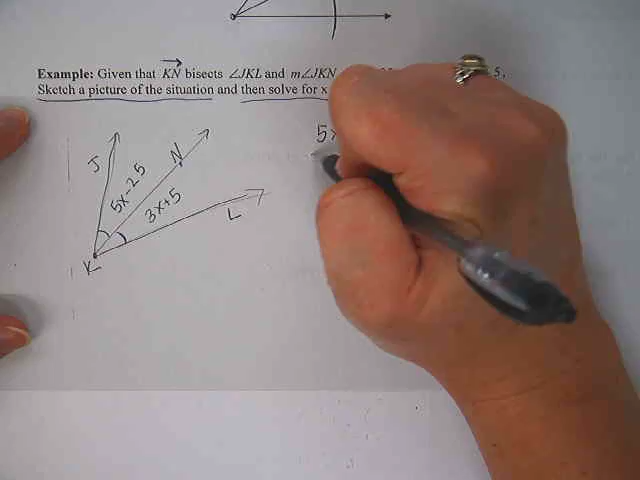 Example: Given that KN bisects ∠JKL and m∠JKN 5,
Sketch a picture of the situation and then solve for x
J
N
5x-25
3x+5
L
K
5x